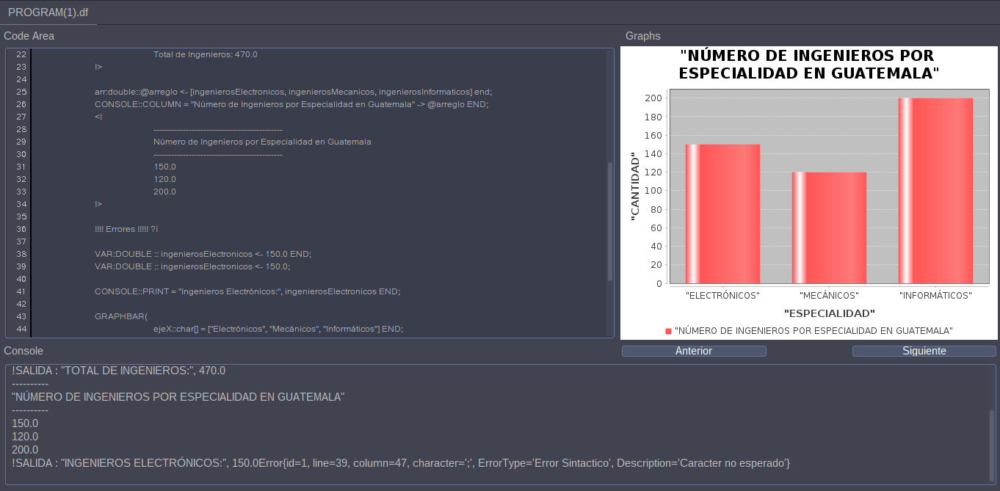 PROGRAM(1).df
Code Area
22 Total de Ingenieros: 470.0
23 !>
24
25 arr:double::@arreglo <- [ingenierosElectronicos, ingenierosMecanicos, ingenierosInformaticos] end;
26 CONSOLE::COLUMN = "Número de Ingenieros por Especialidad en Guatemala" -> @arreglo END;
27 <!
28 --------------------------------------------
29 Número de Ingenieros por Especialidad en Guatemala
30 --------------------------------------------
31 150.0
32 120.0
33 200.0
34 !>
35
36 !!!! Errores !!!!! ?¡
37
38 VAR:DOUBLE :: ingenierosElectronicos <- 150.0 END;
39 VAR:DOUBLE :: ingenierosElectronicos <- 150.0;
40
41 CONSOLE::PRINT = "Ingenieros Electrónicos:", ingenierosElectronicos END;
42
43 GRAPHBAR(
44 ejeX::char[] = ["Electrónicos", "Mecánicos", "Informáticos"] END;
Graphs
"NÚMERO DE INGENIEROS POR
ESPECIALIDAD EN GUATEMALA"
"CANTIDAD"
200
180
160
140
120
100
80
60
40
20
0
"ELECTRÓNICOS" "MECÁNICOS" "INFORMÁTICOS"
"ESPECIALIDAD"
"NÚMERO DE INGENIEROS POR ESPECIALIDAD EN GUATEMALA"
Anterior Siguiente
Console
!SALIDA : "TOTAL DE INGENIEROS:", 470.0
----------
"NÚMERO DE INGENIEROS POR ESPECIALIDAD EN GUATEMALA"
----------
150.0
120.0
200.0
!SALIDA : "INGENIEROS ELECTRÓNICOS:", 150.0Error{id=1, line=39, column=47, character=';', ErrorType='Error Sintactico', Description='Caracter no esperado'}